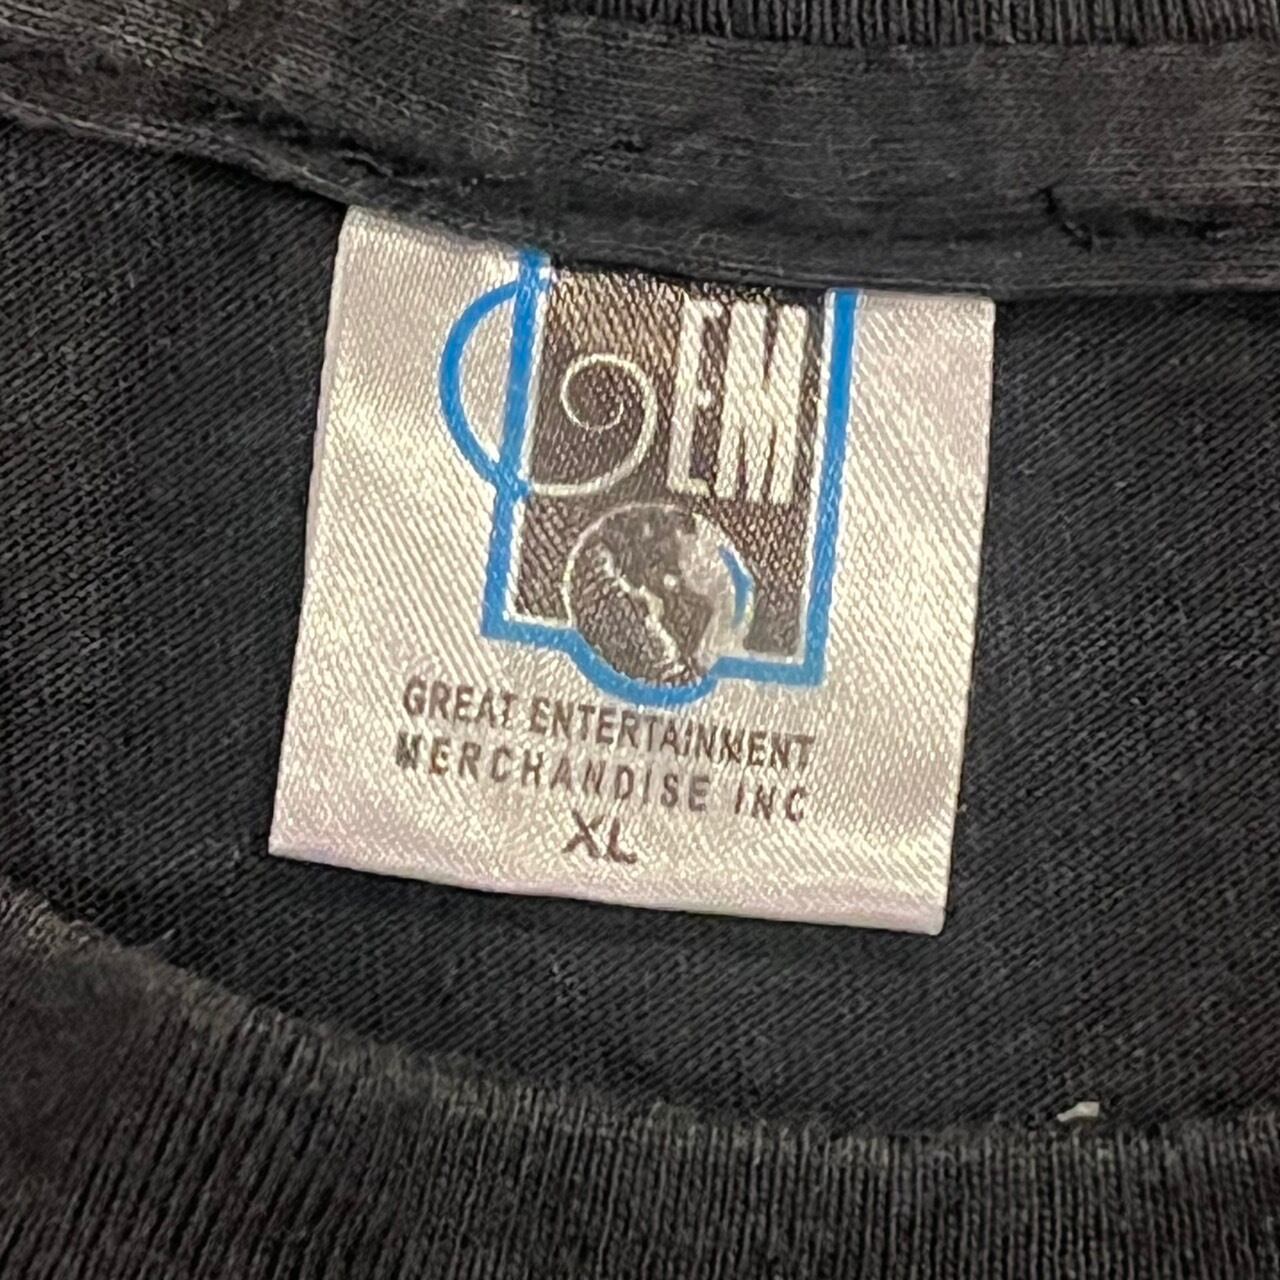 GEM
GREAT ENTERTAINMENT
MERCHANDISE INC
XL